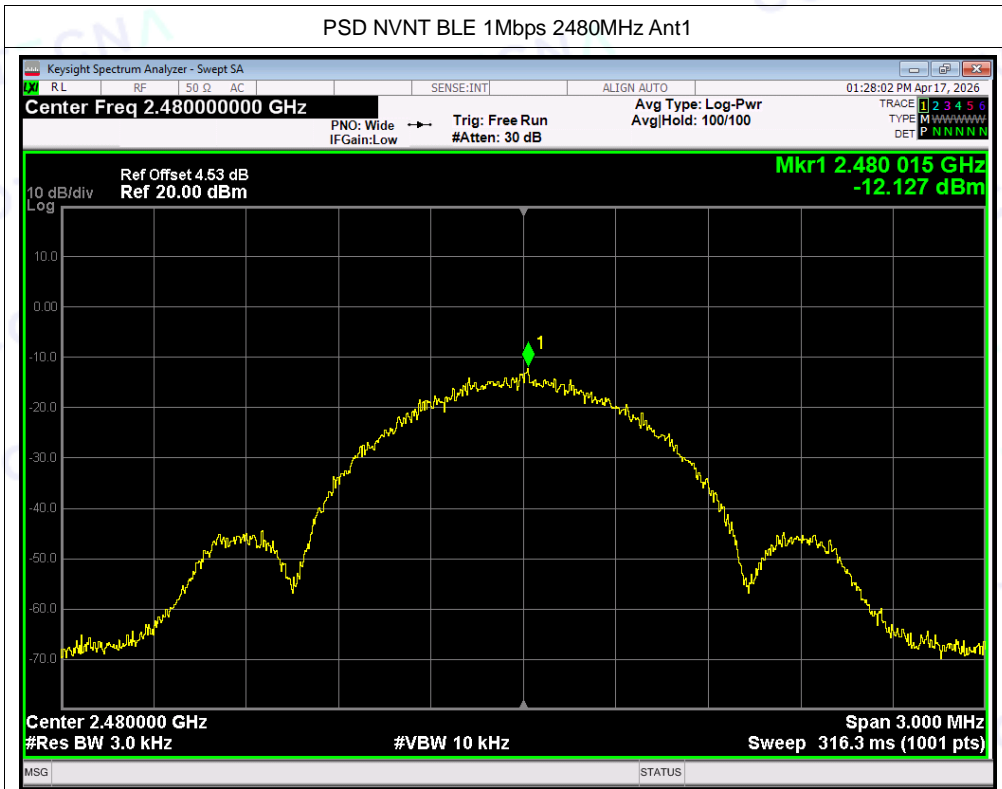 PSD NVNT BLE 1Mbps 2480MHz Ant1
Keysight Spectrum Analyzer - Swept SA
LXI RL RF 50 Ω AC SENSE:INT ALIGN AUTO 01:28:02 PM Apr 17, 2026
Center Freq 2.480000000 GHz
PNO: Wide
IFGain:Low
Trig: Free Run
#Atten: 30 dB
Avg Type: Log-Pwr
Avg|Hold: 100/100
TRACE 1 2 3 4 5 6
TYPE M WWWWW
DET P N N N N N
Mkr1 2.480 015 GHz
-12.127 dBm
Ref Offset 4.53 dB
10 dB/div Ref 20.00 dBm
Log
10.0
0.00
-10.0
-20.0
-30.0
-40.0
-50.0
-60.0
-70.0
1
Center 2.480000 GHz Span 3.000 MHz
#Res BW 3.0 kHz #VBW 10 kHz Sweep 316.3 ms (1001 pts)
MSG STATUS